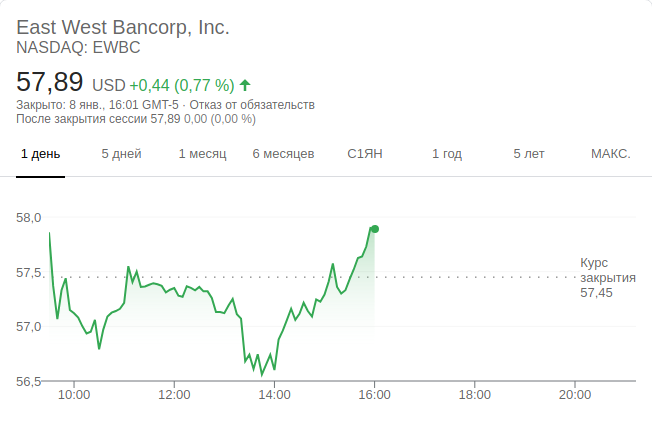 East West Bancorp, Inc.
NASDAQ: EWBC
57,89 USD +0,44 (0,77 %)
Закрыто: 8 янв., 16:01 GMT-5 · Отказ от обязательств
После закрытия сессии 57,89 0,00 (0,00 %)
1 день 5 дней 1 месяц 6 месяцев С1ЯН 1 год 5 лет МАКС.
58,0
57,5
57,0
56,5
Курс
закрытия
57,45
10:00 12:00 14:00 16:00 18:00 20:00